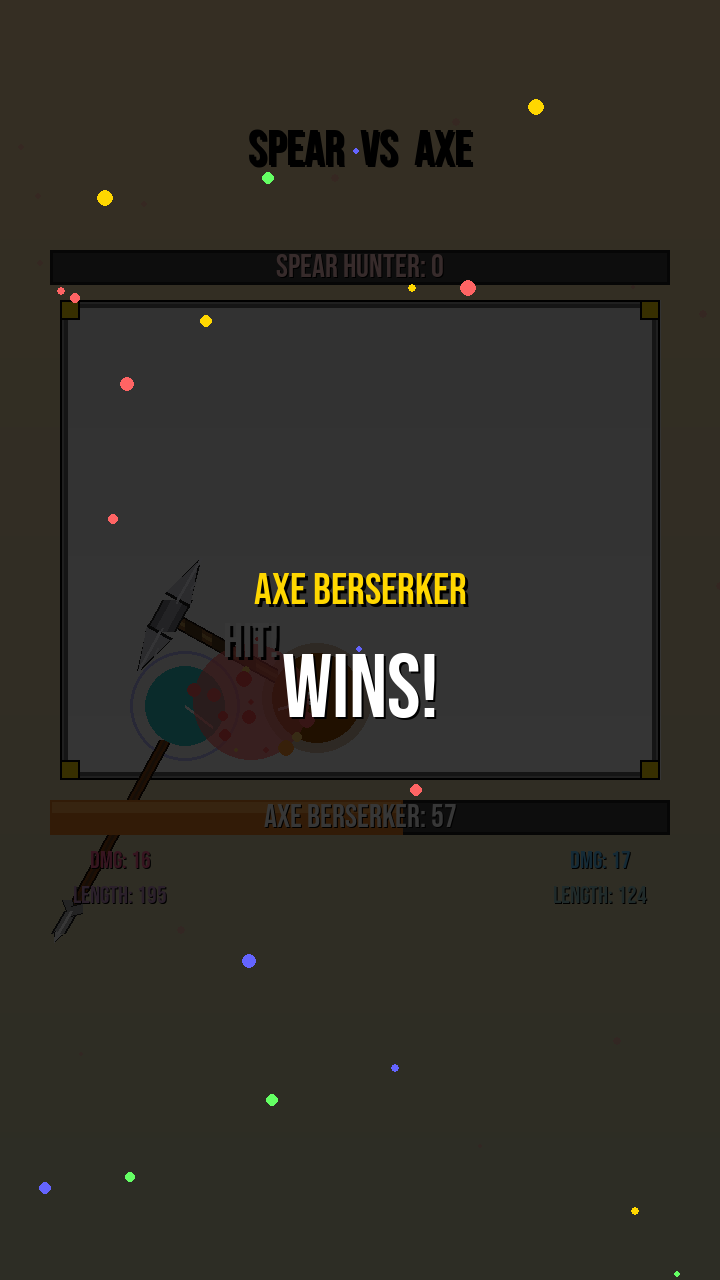 SPEAR VS AXE
SPEAR HUNTER: 0
AXE BERSERKER
HIT!
WINS!
AXE BERSERKER: 57
DMG: 16
DMG: 17
LENGTH: 195
LENGTH: 124